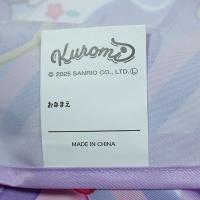 Kuromi
© 2025 SANRIO CO., LTD. Ⓛ
おなまえ
MADE IN CHINA